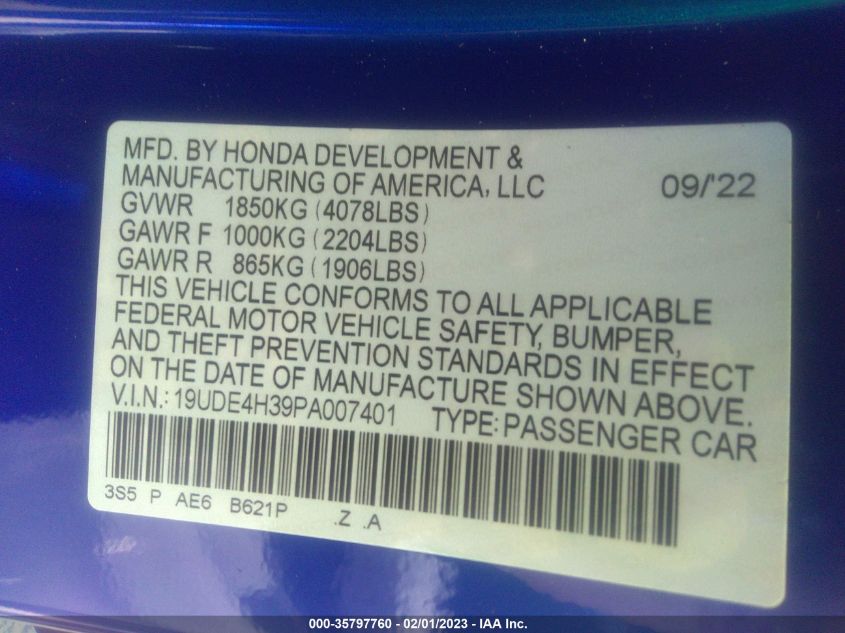 MFD. BY HONDA DEVELOPMENT &
MANUFACTURING OF AMERICA, LLC 09/'22
GVWR 1850KG (4078LBS)
GAWR F 1000KG (2204LBS)
GAWR R 865KG (1906LBS)
THIS VEHICLE CONFORMS TO ALL APPLICABLE
FEDERAL MOTOR VEHICLE SAFETY, BUMPER,
AND THEFT PREVENTION STANDARDS IN EFFECT
ON THE DATE OF MANUFACTURE SHOWN ABOVE.
V.I.N.: 19UDE4H39PA007401 TYPE: PASSENGER CAR
3S5 P AE6 B621P .Z .A
000-35797760 - 02/01/2023 - IAA Inc.